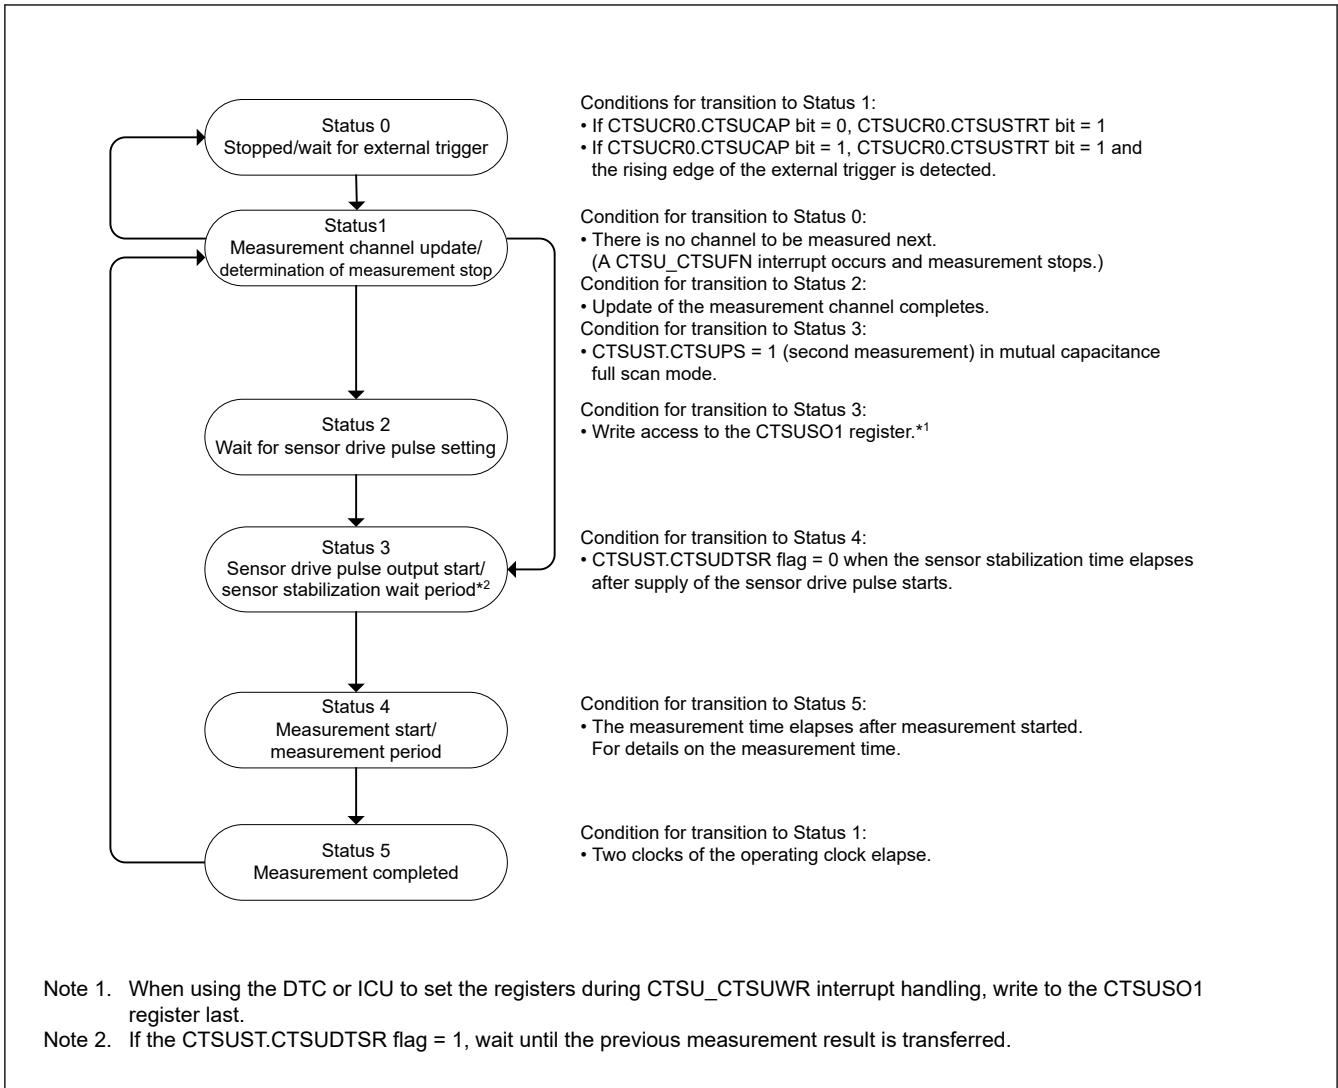 Status 0
Stopped/wait for external trigger
Conditions for transition to Status 1:
• If CTSUCR0.CTSUCAP bit = 0, CTSUCR0.CTSUSTRT bit = 1
• If CTSUCR0.CTSUCAP bit = 1, CTSUCR0.CTSUSTRT bit = 1 and
the rising edge of the external trigger is detected.
Status1
Measurement channel update/
determination of measurement stop
Condition for transition to Status 0:
• There is no channel to be measured next.
(A CTSU_CTSUFN interrupt occurs and measurement stops.)
Condition for transition to Status 2:
• Update of the measurement channel completes.
Condition for transition to Status 3:
• CTSUST.CTSUPS = 1 (second measurement) in mutual capacitance
full scan mode.
Status 2
Wait for sensor drive pulse setting
Condition for transition to Status 3:
• Write access to the CTSUSO1 register.*1
Status 3
Sensor drive pulse output start/
sensor stabilization wait period*2
Condition for transition to Status 4:
• CTSUST.CTSUDTSR flag = 0 when the sensor stabilization time elapses
after supply of the sensor drive pulse starts.
Status 4
Measurement start/
measurement period
Condition for transition to Status 5:
• The measurement time elapses after measurement started.
For details on the measurement time.
Status 5
Measurement completed
Condition for transition to Status 1:
• Two clocks of the operating clock elapse.
Note 1. When using the DTC or ICU to set the registers during CTSU_CTSUWR interrupt handling, write to the CTSUSO1
register last.
Note 2. If the CTSUST.CTSUDTSR flag = 1, wait until the previous measurement result is transferred.